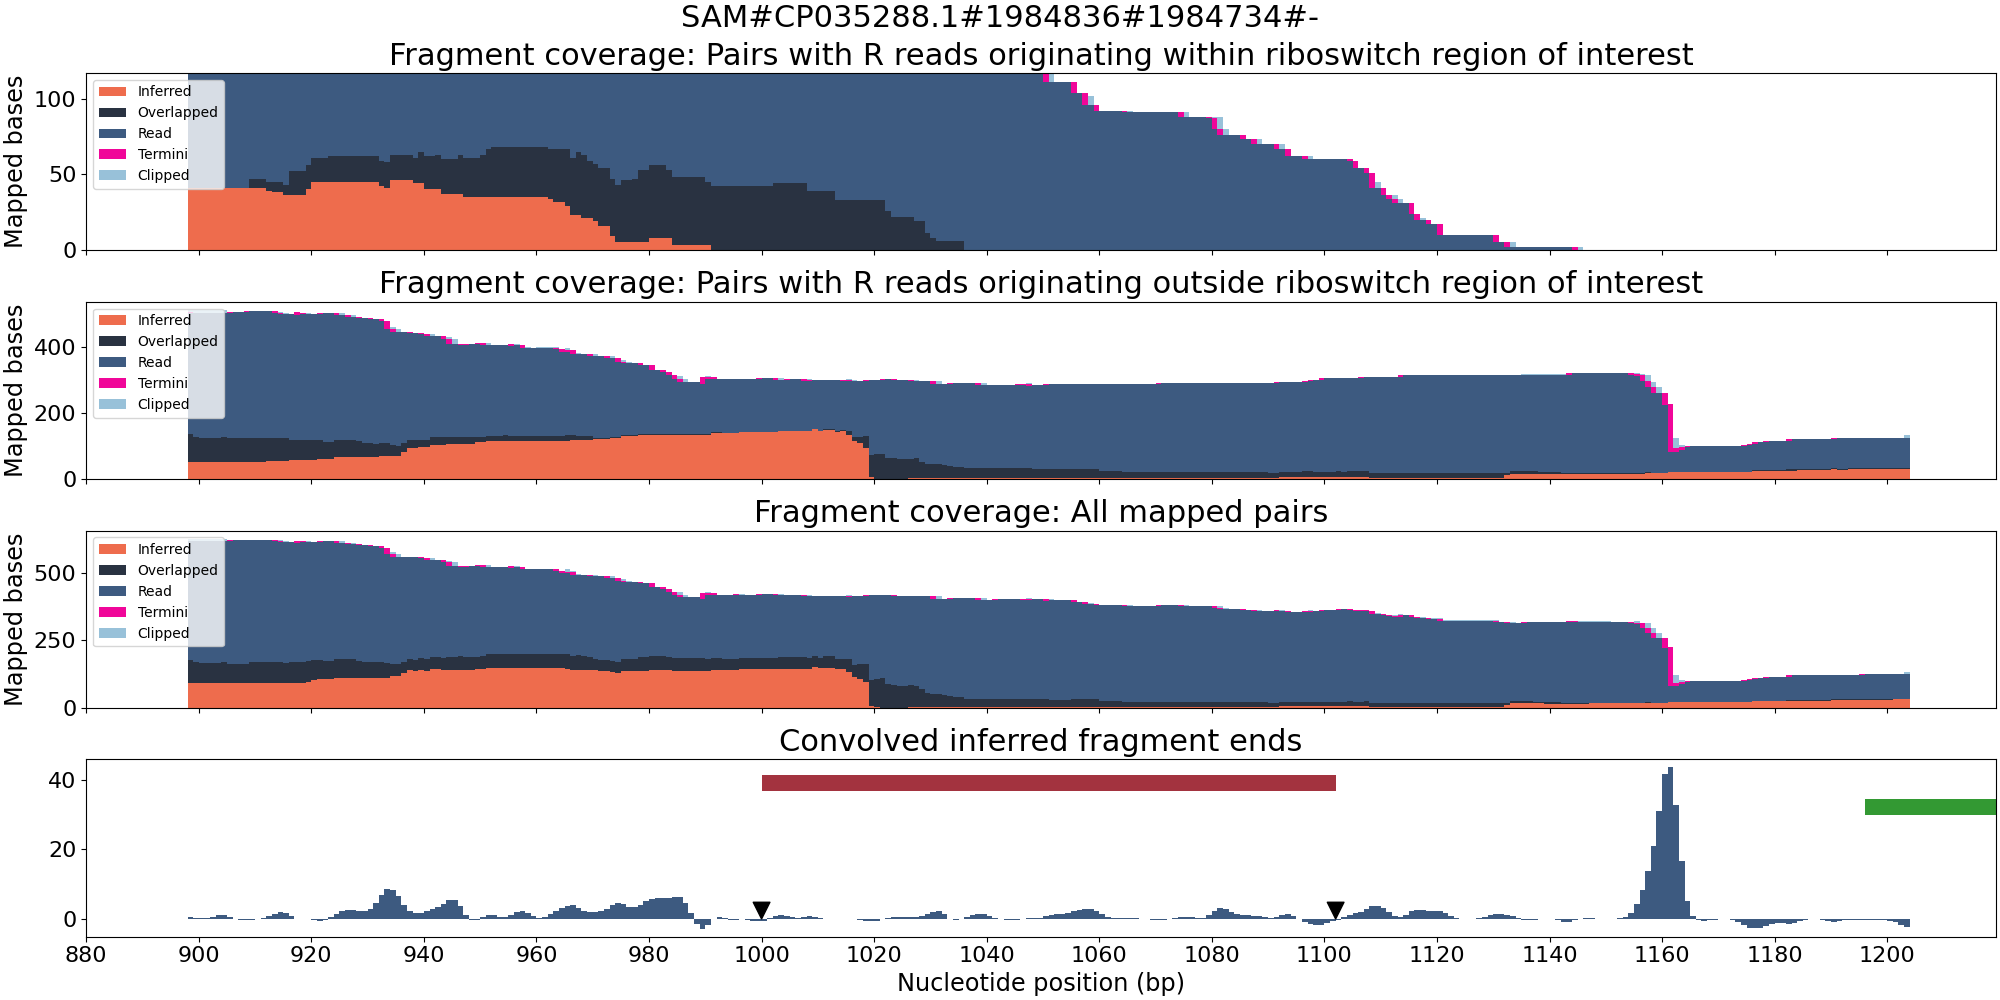 SAM#CP035288.1#1984836#1984734#-
Fragment coverage: Pairs with R reads originating within riboswitch region of interest
Mapped bases
100
50
0
Inferred
Overlapped
Read
Termini
Clipped
Fragment coverage: Pairs with R reads originating outside riboswitch region of interest
Mapped bases
400
200
0
Inferred
Overlapped
Read
Termini
Clipped
Fragment coverage: All mapped pairs
Mapped bases
500
250
0
Inferred
Overlapped
Read
Termini
Clipped
Convolved inferred fragment ends
40
20
0
880 900 920 940 960 980 1000 1020 1040 1060 1080 1100 1120 1140 1160 1180 1200
Nucleotide position (bp)